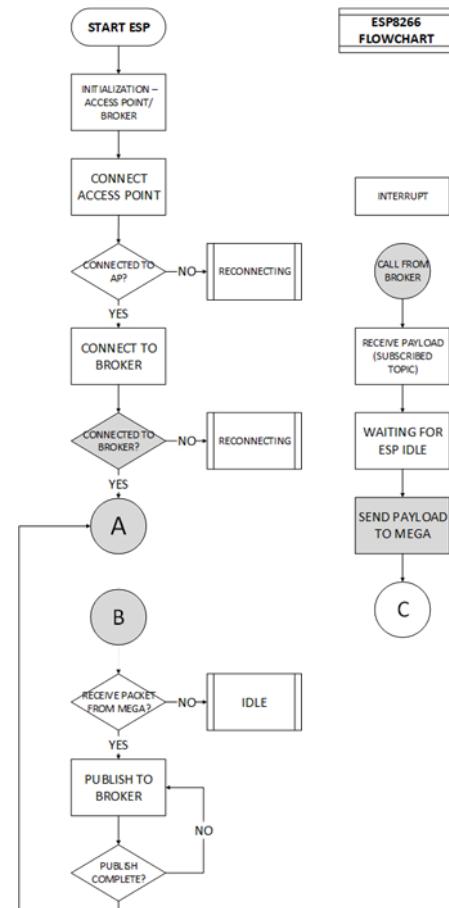 START ESP
INITIALIZATION –
ACCESS POINT/
BROKER
CONNECT
ACCESS POINT
CONNECTED TO
AP?
NO
RECONNECTING
YES
CONNECT TO
BROKER
CONNECTED TO
BROKER?
NO
RECONNECTING
YES
A
B
RECEIVE PACKET
FROM MEGA?
NO
IDLE
YES
PUBLISH TO
BROKER
NO
PUBLISH
COMPLETE?
ESP8266
FLOWCHART
INTERRUPT
CALL FROM
BROKER
RECEIVE PAYLOAD
(SUBSCRIBED
TOPIC)
WAITING FOR
ESP IDLE
SEND PAYLOAD
TO MEGA
C